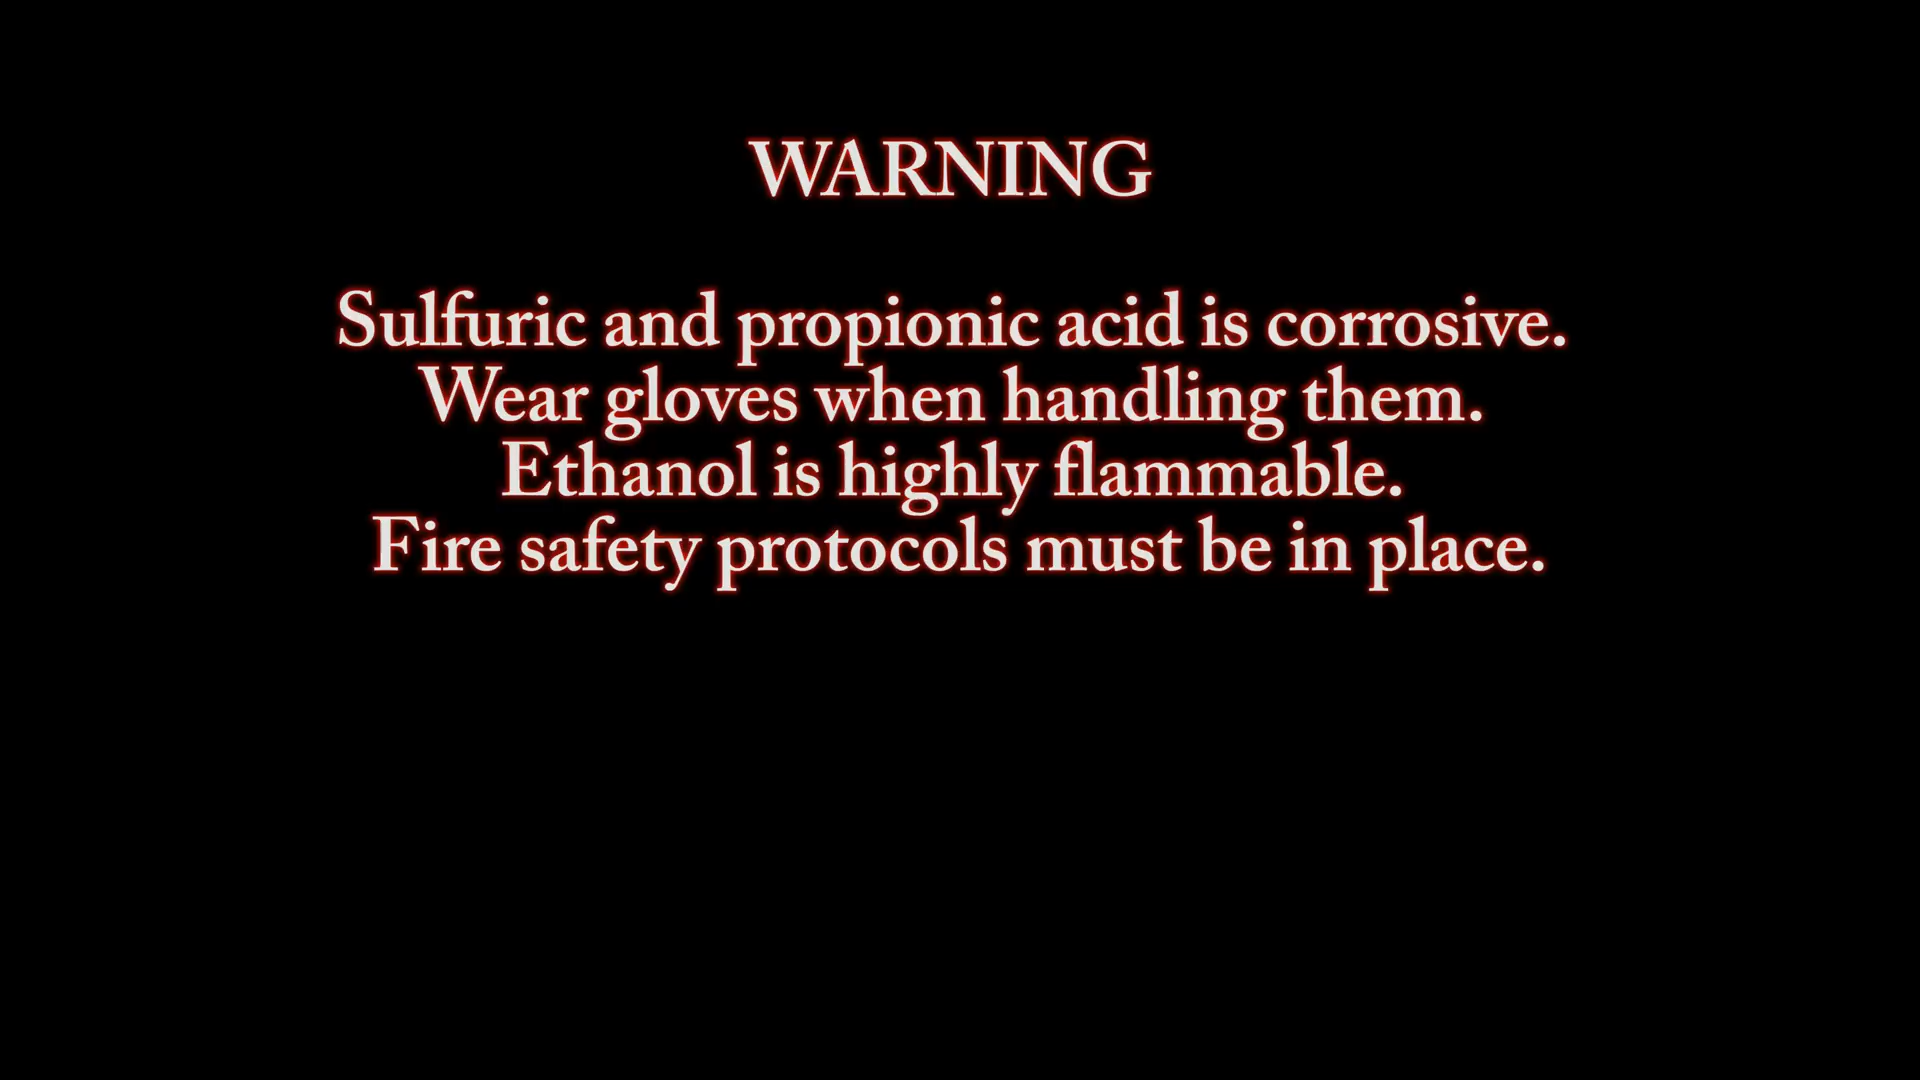 WARNING
Sulfuric and propionic acid is corrosive.
Wear gloves when handling them.
Ethanol is highly flammable.
Fire safety protocols must be in place.